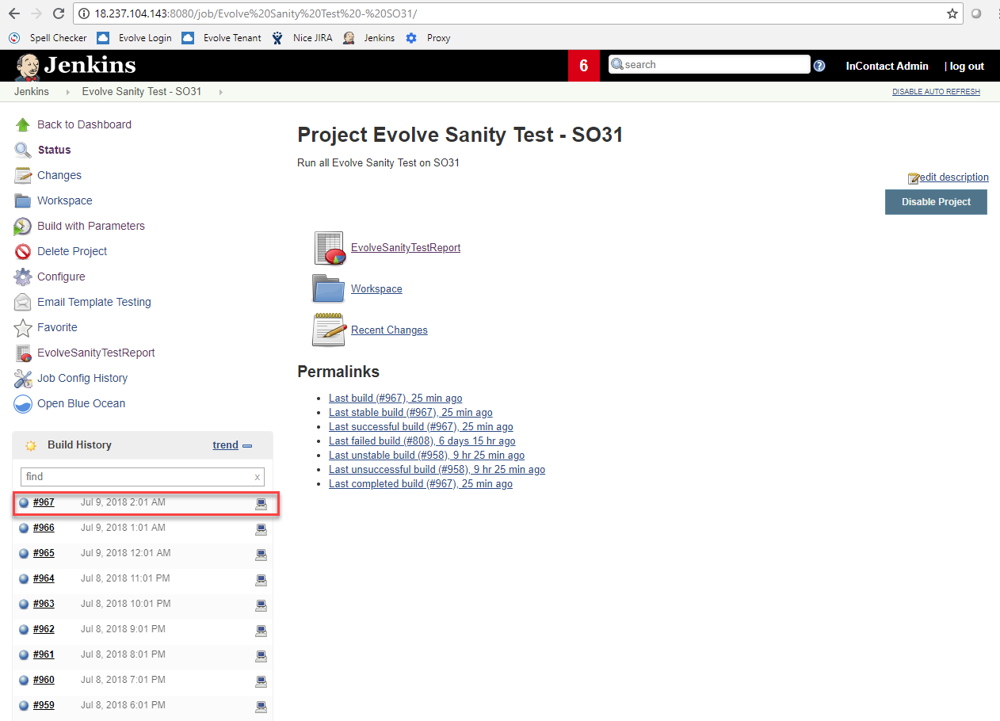 18.237.104.143:8080/job/Evolve%20Sanity%20Test%20-%20SO31/
Spell Checker Evolve Login Evolve Tenant Nice JIRA Jenkins Proxy
Jenkins 6 search InContact Admin | log out
Jenkins Evolve Sanity Test - SO31 DISABLE AUTO REFRESH
Back to Dashboard
Status
Changes
Workspace
Build with Parameters
Delete Project
Configure
Email Template Testing
Favorite
EvolveSanityTestReport
Job Config History
Open Blue Ocean
Build History trend
find x
#967 Jul 9, 2018 2:01 AM
#966 Jul 9, 2018 1:01 AM
#965 Jul 9, 2018 12:01 AM
#964 Jul 8, 2018 11:01 PM
#963 Jul 8, 2018 10:01 PM
#962 Jul 8, 2018 9:01 PM
#961 Jul 8, 2018 8:01 PM
#960 Jul 8, 2018 7:01 PM
#959 Jul 8, 2018 6:01 PM
Project Evolve Sanity Test - SO31
Run all Evolve Sanity Test on SO31
edit description
Disable Project
EvolveSanityTestReport
Workspace
Recent Changes
Permalinks
Last build (#967), 25 min ago
Last stable build (#967), 25 min ago
Last successful build (#967), 25 min ago
Last failed build (#808), 6 days 15 hr ago
Last unstable build (#958), 9 hr 25 min ago
Last unsuccessful build (#958), 9 hr 25 min ago
Last completed build (#967), 25 min ago